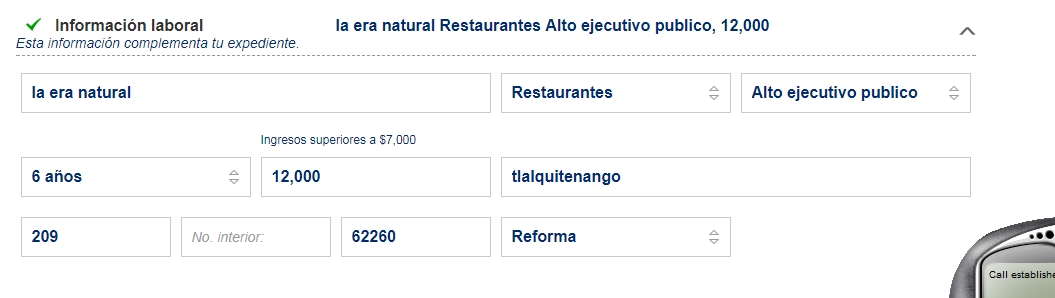 Información laboral
la era natural Restaurantes Alto ejecutivo publico, 12,000
Esta información complementa tu expediente.
la era natural
Restaurantes
Alto ejecutivo publico
Ingresos superiores a $7,000
6 años
12,000
tlalquitenango
209
No. interior:
62260
Reforma
Call